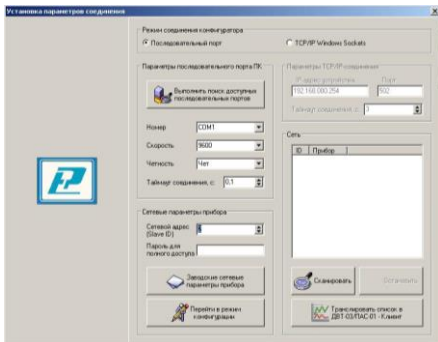 Установка параметров соединения
Режим соединения конфигуратора
Последовательный порт
TCP/IP Windows Sockets
Параметры последовательного порта ПК
Выполнить поиск доступных
последовательных портов
Номер
COM1
Скорость
9600
Четность
Чет
Таймаут соединения, с:
0,1
Сетевые параметры прибора
Сетевой адрес
(Slave ID)
Пароль для
полного доступа
Заводские сетевые
параметры прибора
Перейти в режим
конфигурации
Параметры TCP/IP соединения
IP-адрес устройства
Порт
192.168.000.254
502
Таймаут соединения, с:
3
Сеть
ID
Прибор
Сканировать
Остановить
Транслировать список в
ДВТ-03/ПАС-01 - Клиент